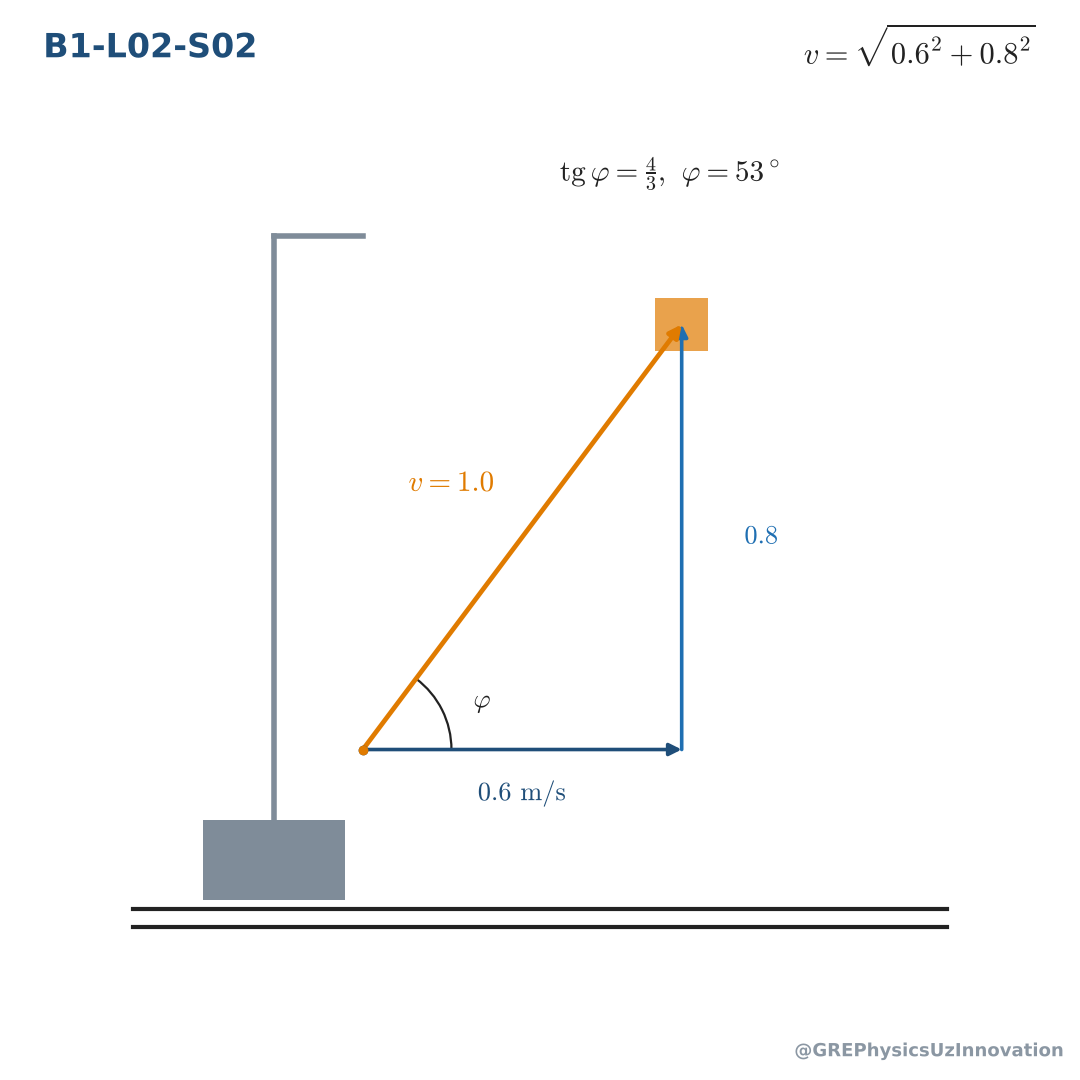 B1-L02-S02
v = √0.6² + 0.8²
tg φ = 4/3, φ = 53°
v = 1.0
0.8
φ
0.6 m/s
@GREPhysicsUzInnovation